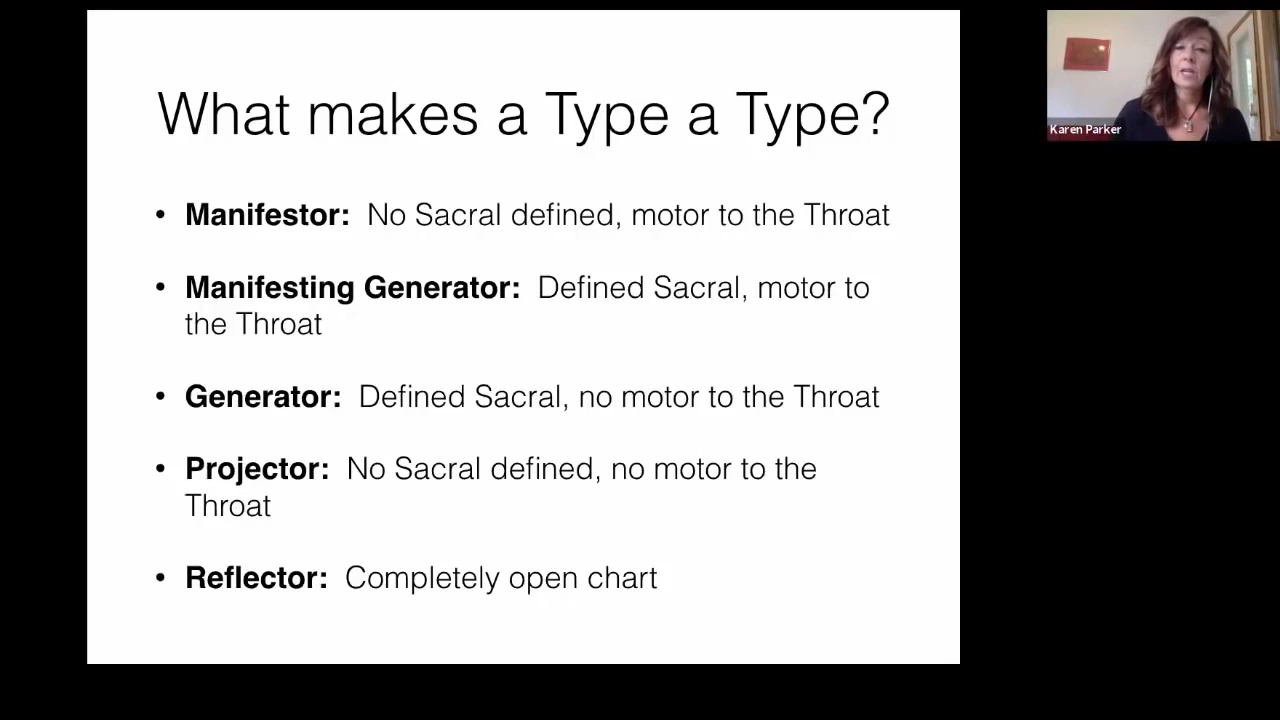 What makes a Type a Type?
• Manifestor: No Sacral defined, motor to the Throat
• Manifesting Generator: Defined Sacral, motor to
the Throat
• Generator: Defined Sacral, no motor to the Throat
• Projector: No Sacral defined, no motor to the
Throat
• Reflector: Completely open chart
Karen Parker